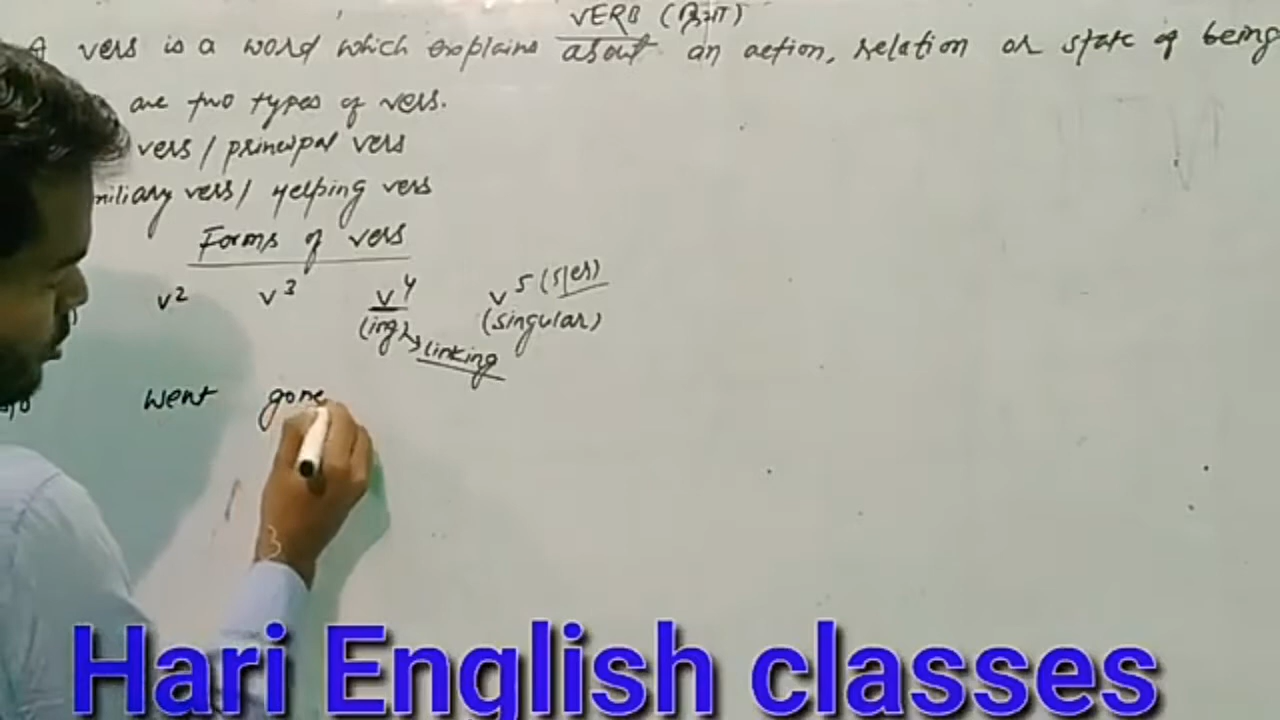 VERB (क्रिया)
A verb is a word which explains about an action, relation or state of being
are two types of verb.
verb / principal verb
xiliary verb / Helping verb
Forms of verb
v2 v3 v4 v5 (s/es)
(ing) → linking (singular)
went gone
Hari English classes